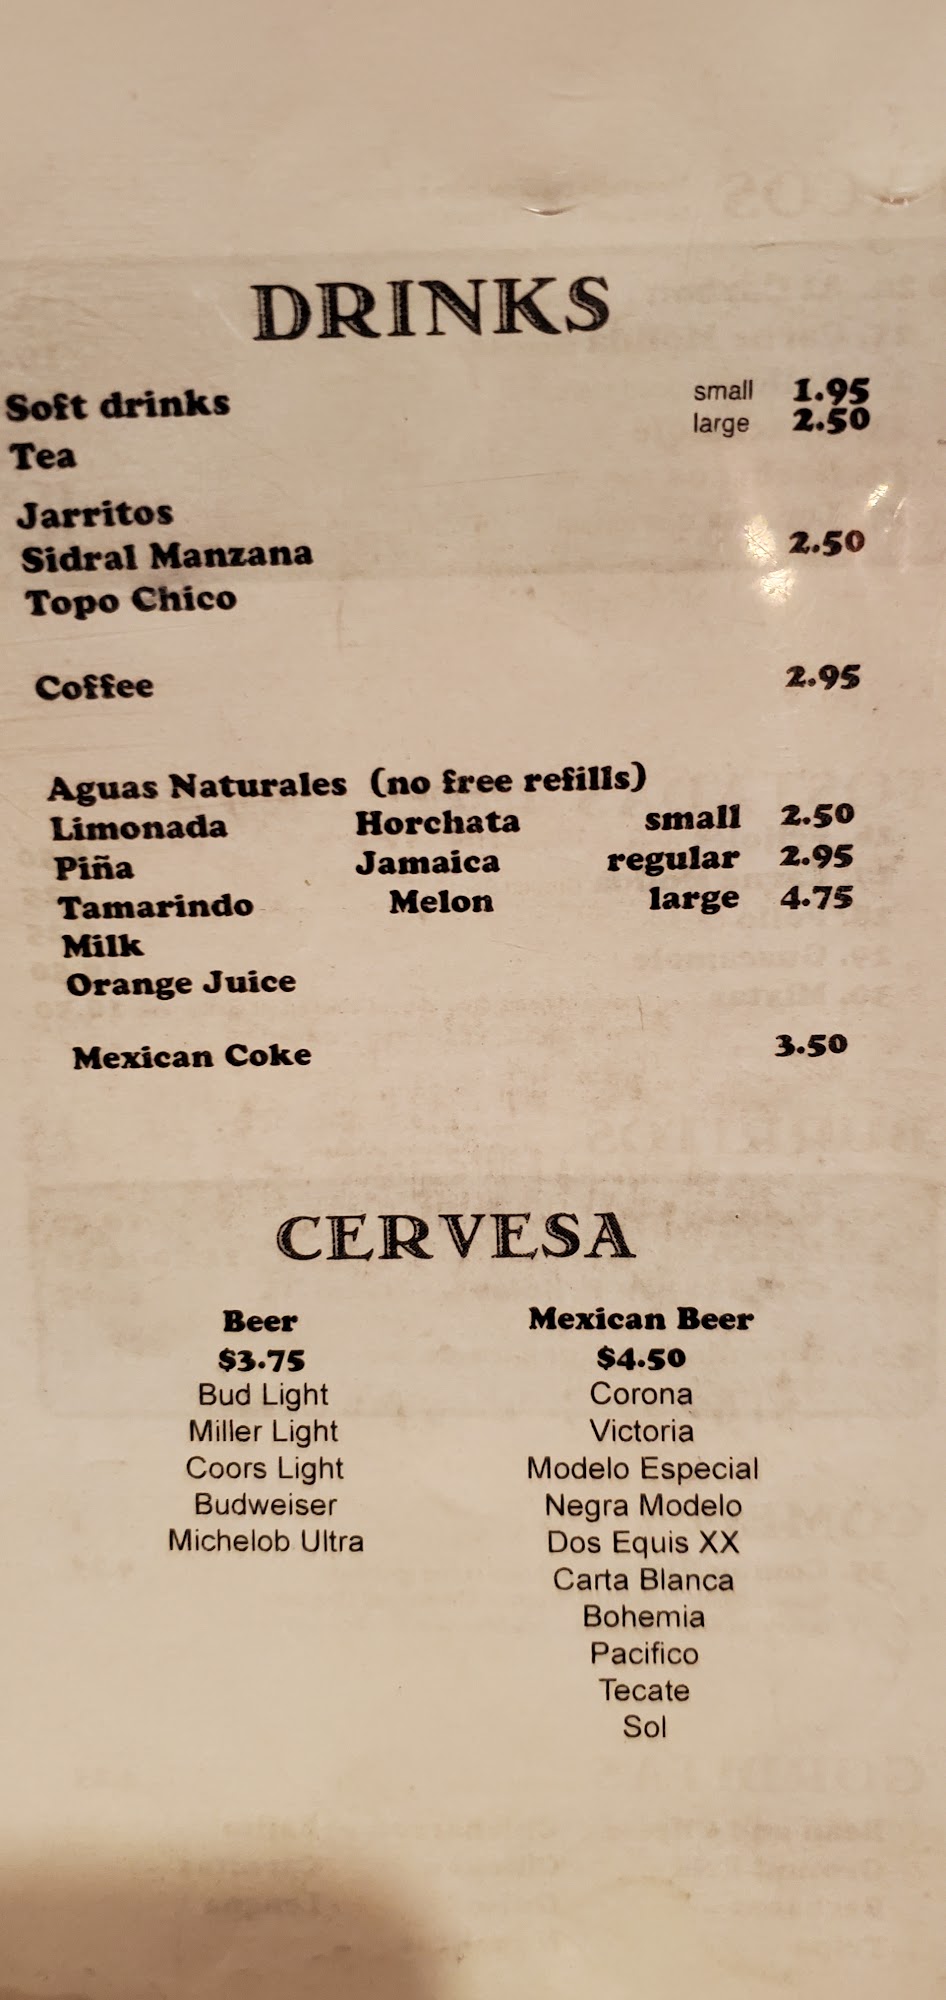 DRINKS
Soft drinks small 1.95
large 2.50
Tea
Jarritos
Sidral Manzana 2.50
Topo Chico
Coffee 2.95
Aguas Naturales (no free refills)
Limonada Horchata small 2.50
Piña Jamaica regular 2.95
Tamarindo Melon large 4.75
Milk
Orange Juice
Mexican Coke 3.50
CERVESA
Beer Mexican Beer
$3.75 $4.50
Bud Light Corona
Miller Light Victoria
Coors Light Modelo Especial
Budweiser Negra Modelo
Michelob Ultra Dos Equis XX
Carta Blanca
Bohemia
Pacifico
Tecate
Sol